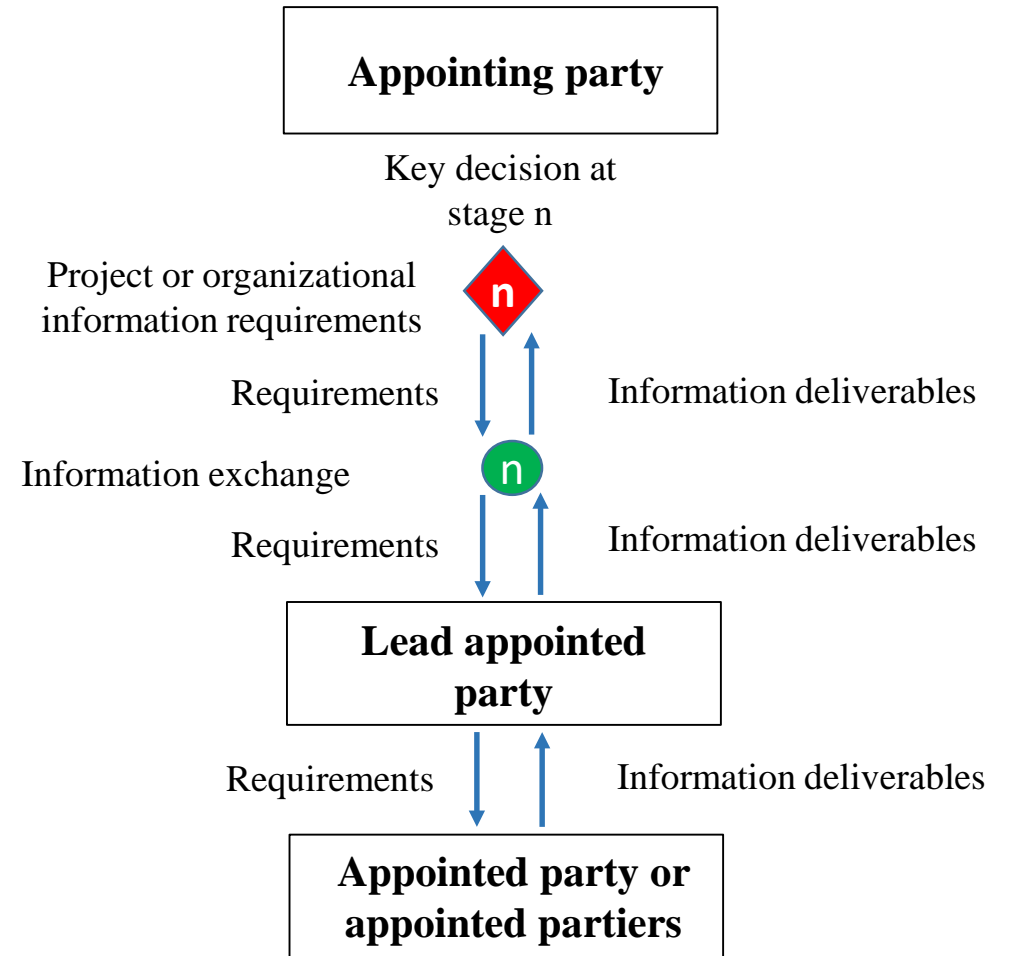 Appointing party
Key decision at
stage n
n
Project or organizational
information requirements
Requirements
Information deliverables
Information exchange
n
Requirements
Information deliverables
Lead appointed
party
Requirements
Information deliverables
Appointed party or
appointed partiers